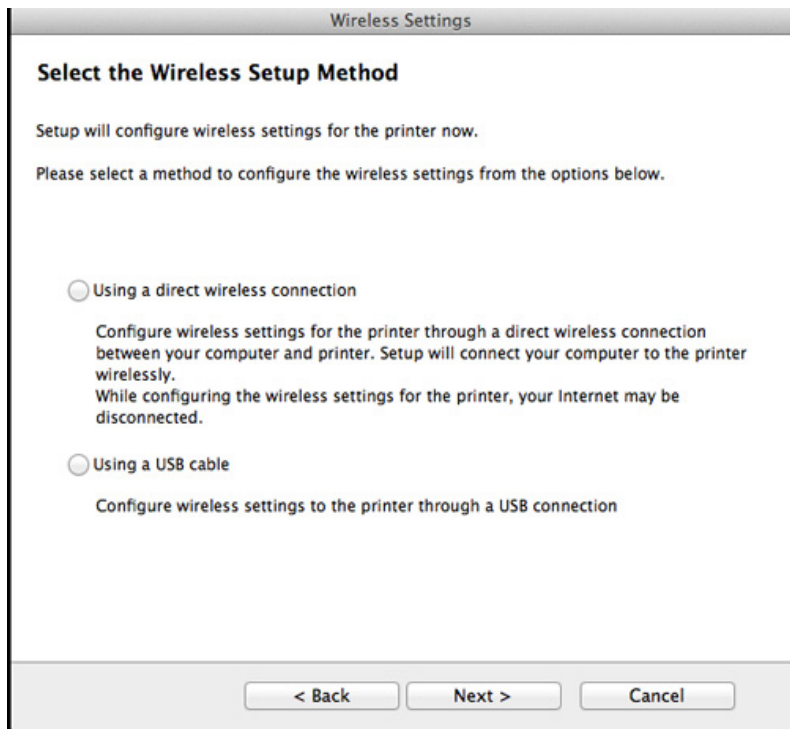 Wireless Settings
Select the Wireless Setup Method
Setup will configure wireless settings for the printer now.
Please select a method to configure the wireless settings from the options below.
Using a direct wireless connection
Configure wireless settings for the printer through a direct wireless connection
between your computer and printer. Setup will connect your computer to the printer
wirelessly.
While configuring the wireless settings for the printer, your Internet may be
disconnected.
Using a USB cable
Configure wireless settings to the printer through a USB connection
< Back Next > Cancel